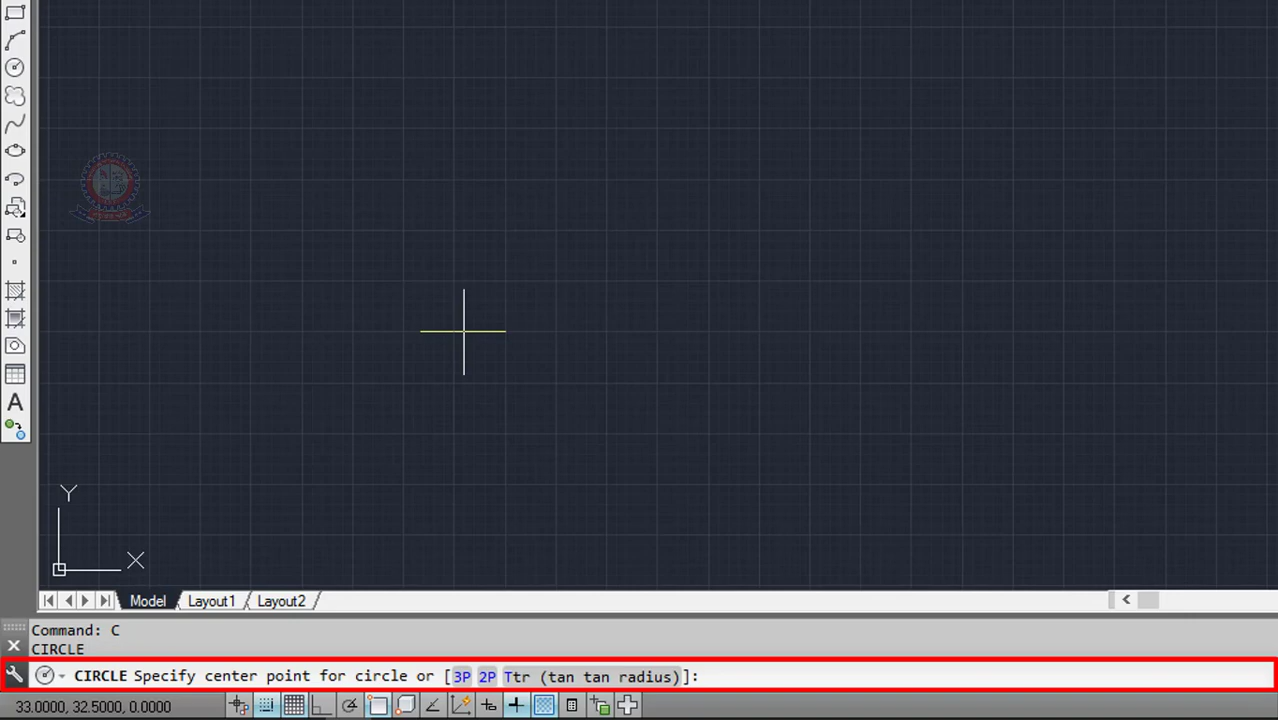 A
Y
X
Model Layout1 Layout2
Command: C
CIRCLE
CIRCLE Specify center point for circle or [3P 2P Ttr (tan tan radius)]:
33.0000, 32.5000, 0.0000